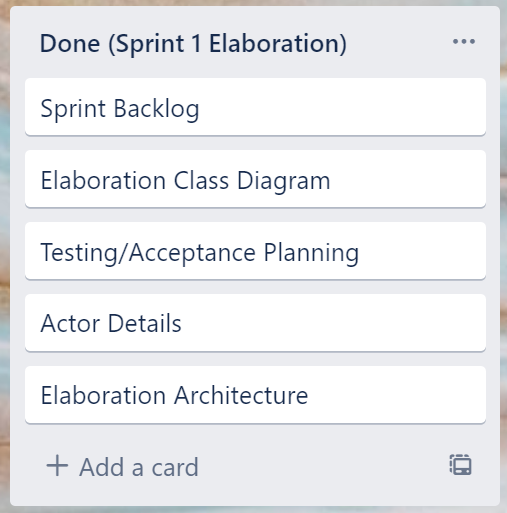 Done (Sprint 1 Elaboration)
Sprint Backlog
Elaboration Class Diagram
Testing/Acceptance Planning
Actor Details
Elaboration Architecture
Add a card